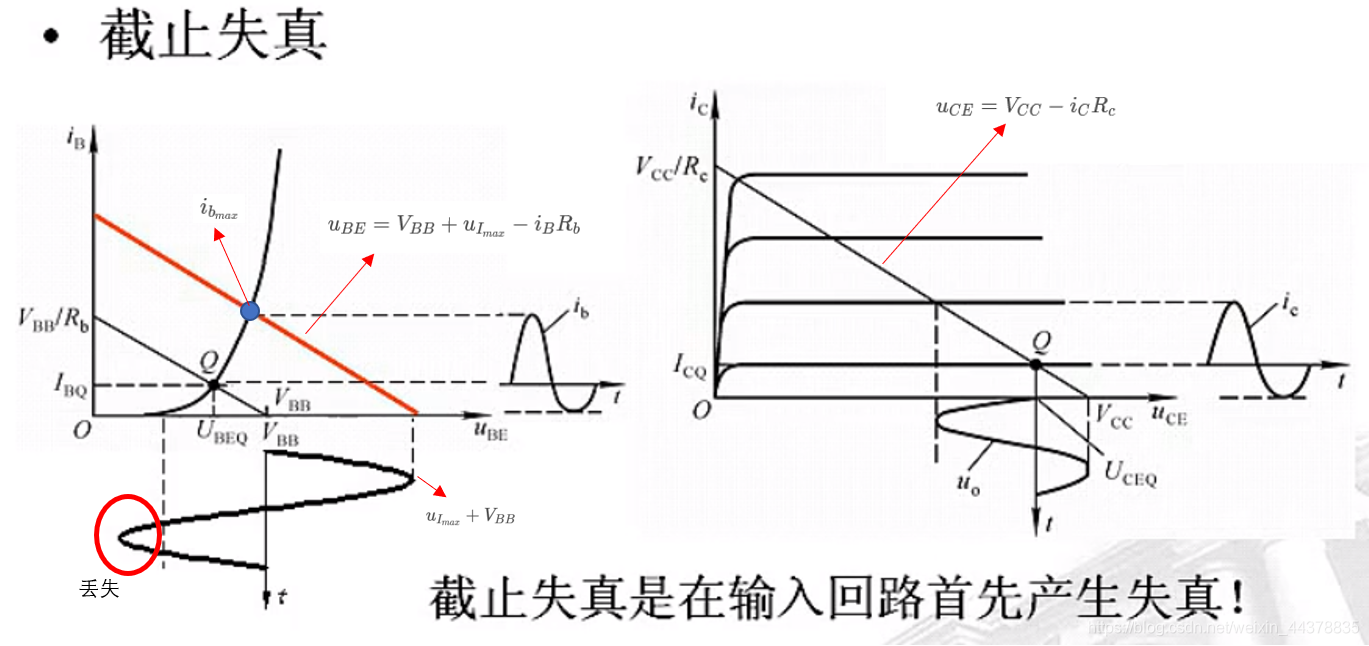 • 截止失真
i_B
i_{b_{max}}
u_{BE} = V_{BB} + u_{I_{max}} − i_B R_b
V_{BB}/R_b
i_b
Q
I_{BQ}
t
V_{BB}
O
U_{BEQ}
V_{BB}
u_{BE}
u_{I_{max}} + V_{BB}
丢失
t
i_C
u_{CE} = V_{CC} − i_C R_c
V_{CC}/R_c
i_c
Q
I_{CQ}
t
O
V_{CC}
u_{CE}
U_{CEQ}
u_o
t
截止失真是在输入回路首先产生失真！
https://blog.csdn.net/weixin_44378835